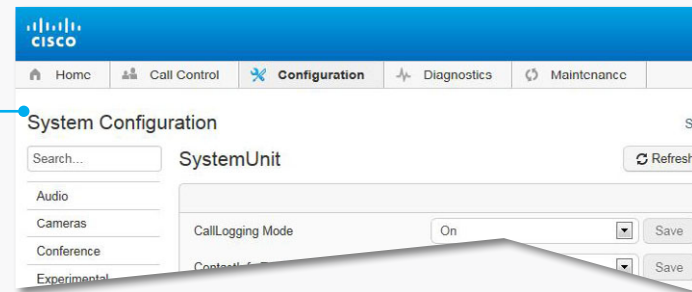 CISCO
Home Call Control Configuration Diagnostics Maintenance
System Configuration
Search... SystemUnit Refresh
Audio
Cameras CallLogging Mode On Save
Conference
Experimental Save